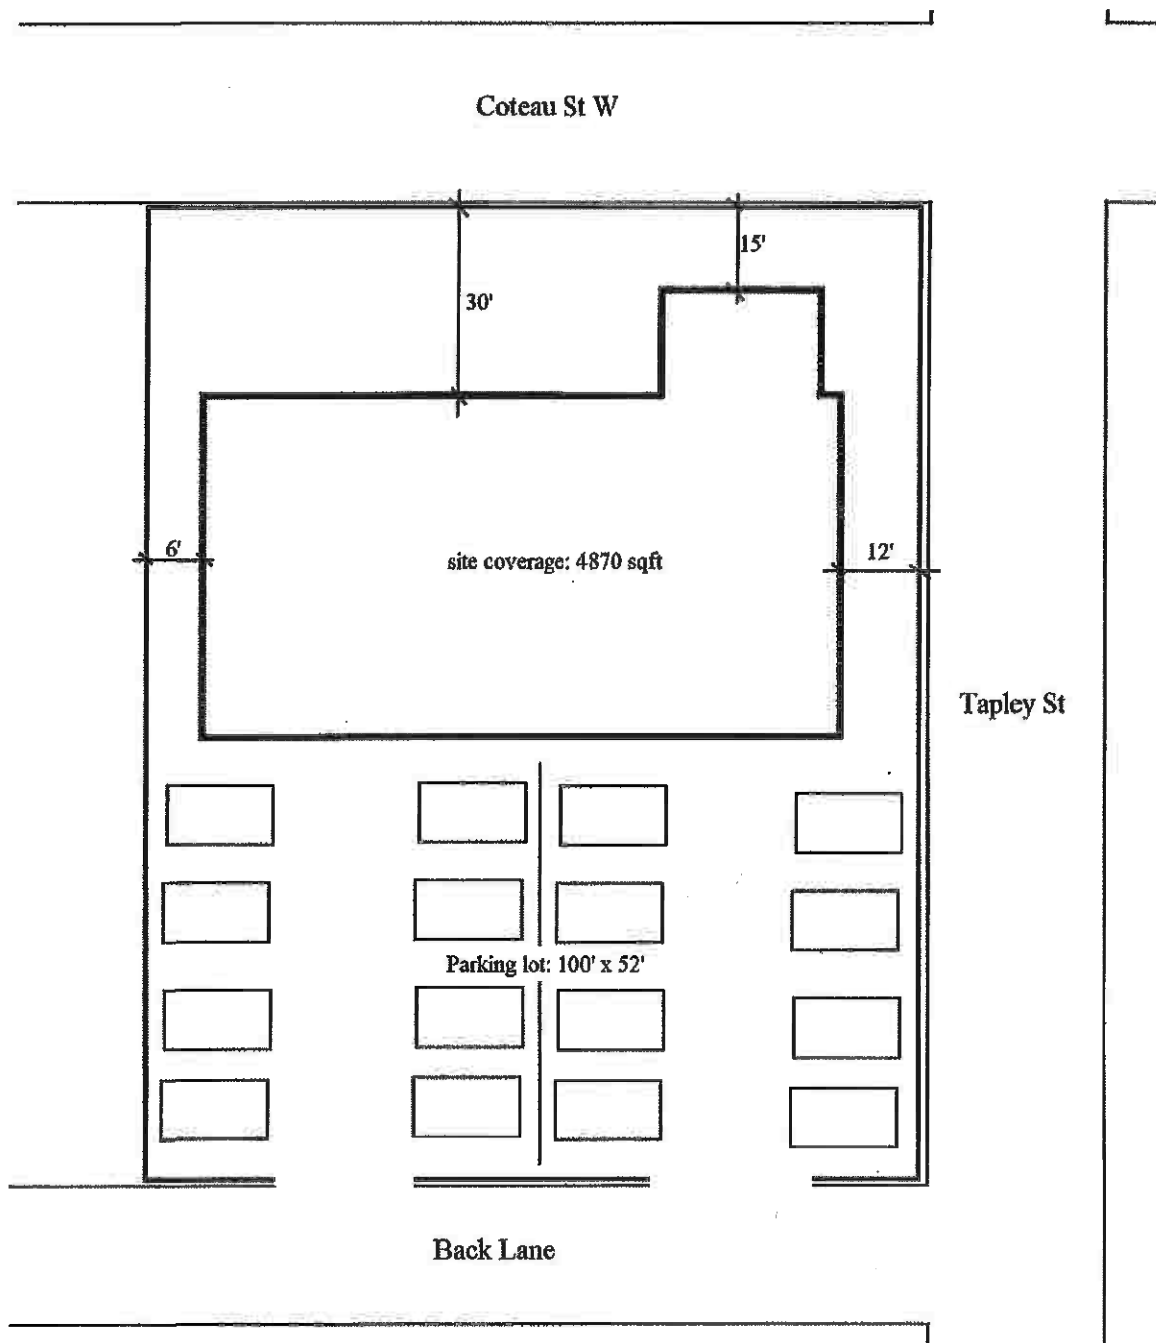 Coteau St W
15'
30'
6'
site coverage: 4870 sqft
12'
Tapley St
Parking lot: 100' x 52'
Back Lane